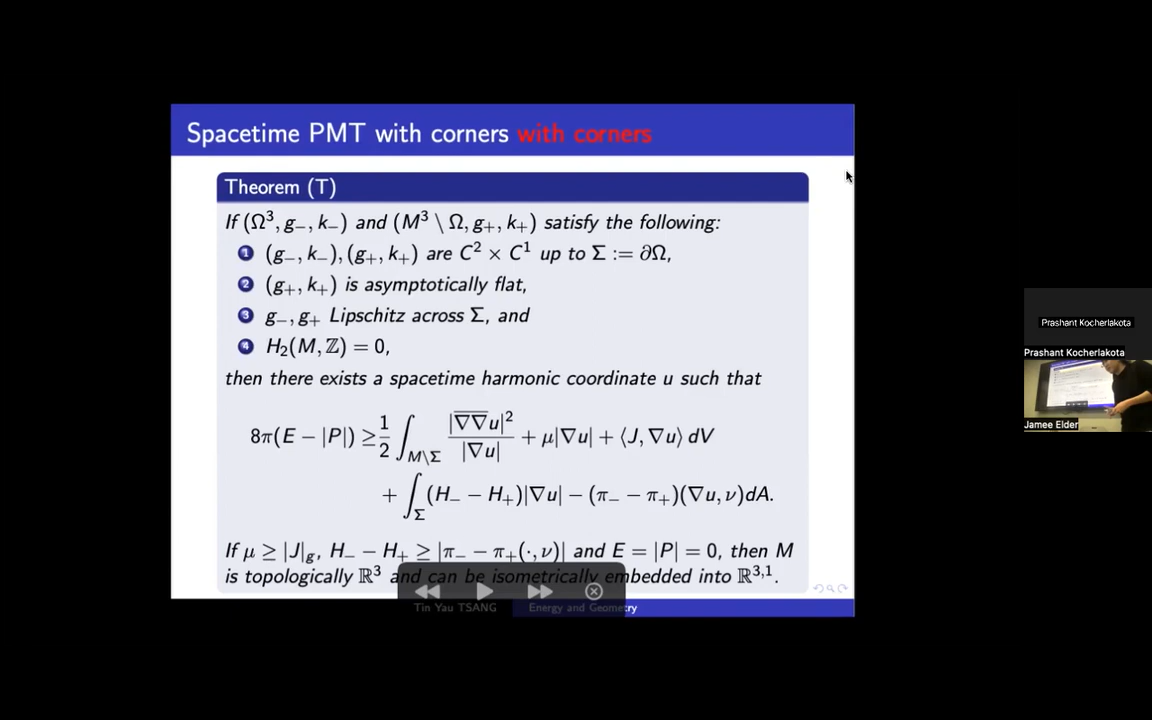 Spacetime PMT with corners with corners
Theorem (T)
If (Ω³, g₋, k₋) and (M³ \ Ω, g₊, k₊) satisfy the following:
1 (g₋, k₋), (g₊, k₊) are C² × C¹ up to Σ := ∂Ω,
2 (g₊, k₊) is asymptotically flat,
3 g₋, g₊ Lipschitz across Σ, and
4 H₂(M, ℤ) = 0,
then there exists a spacetime harmonic coordinate u such that
8π(E − |P|) ≥ 1/2 ∫_{M\Σ} |∇̅∇̅u|²/|∇u| + μ|∇u| + ⟨J, ∇u⟩ dV
+ ∫_Σ (H₋ − H₊)|∇u| − (π₋ − π₊)(∇u, ν)dA.
If μ ≥ |J|_g, H₋ − H₊ ≥ |π₋ − π₊(·, ν)| and E = |P| = 0, then M
is topologically ℝ³ and can be isometrically embedded into ℝ³,¹.
Tin Yau TSANG Energy and Geometry
Prashant Kocherlakota
Prashant Kocherlakota
Jamee Elder